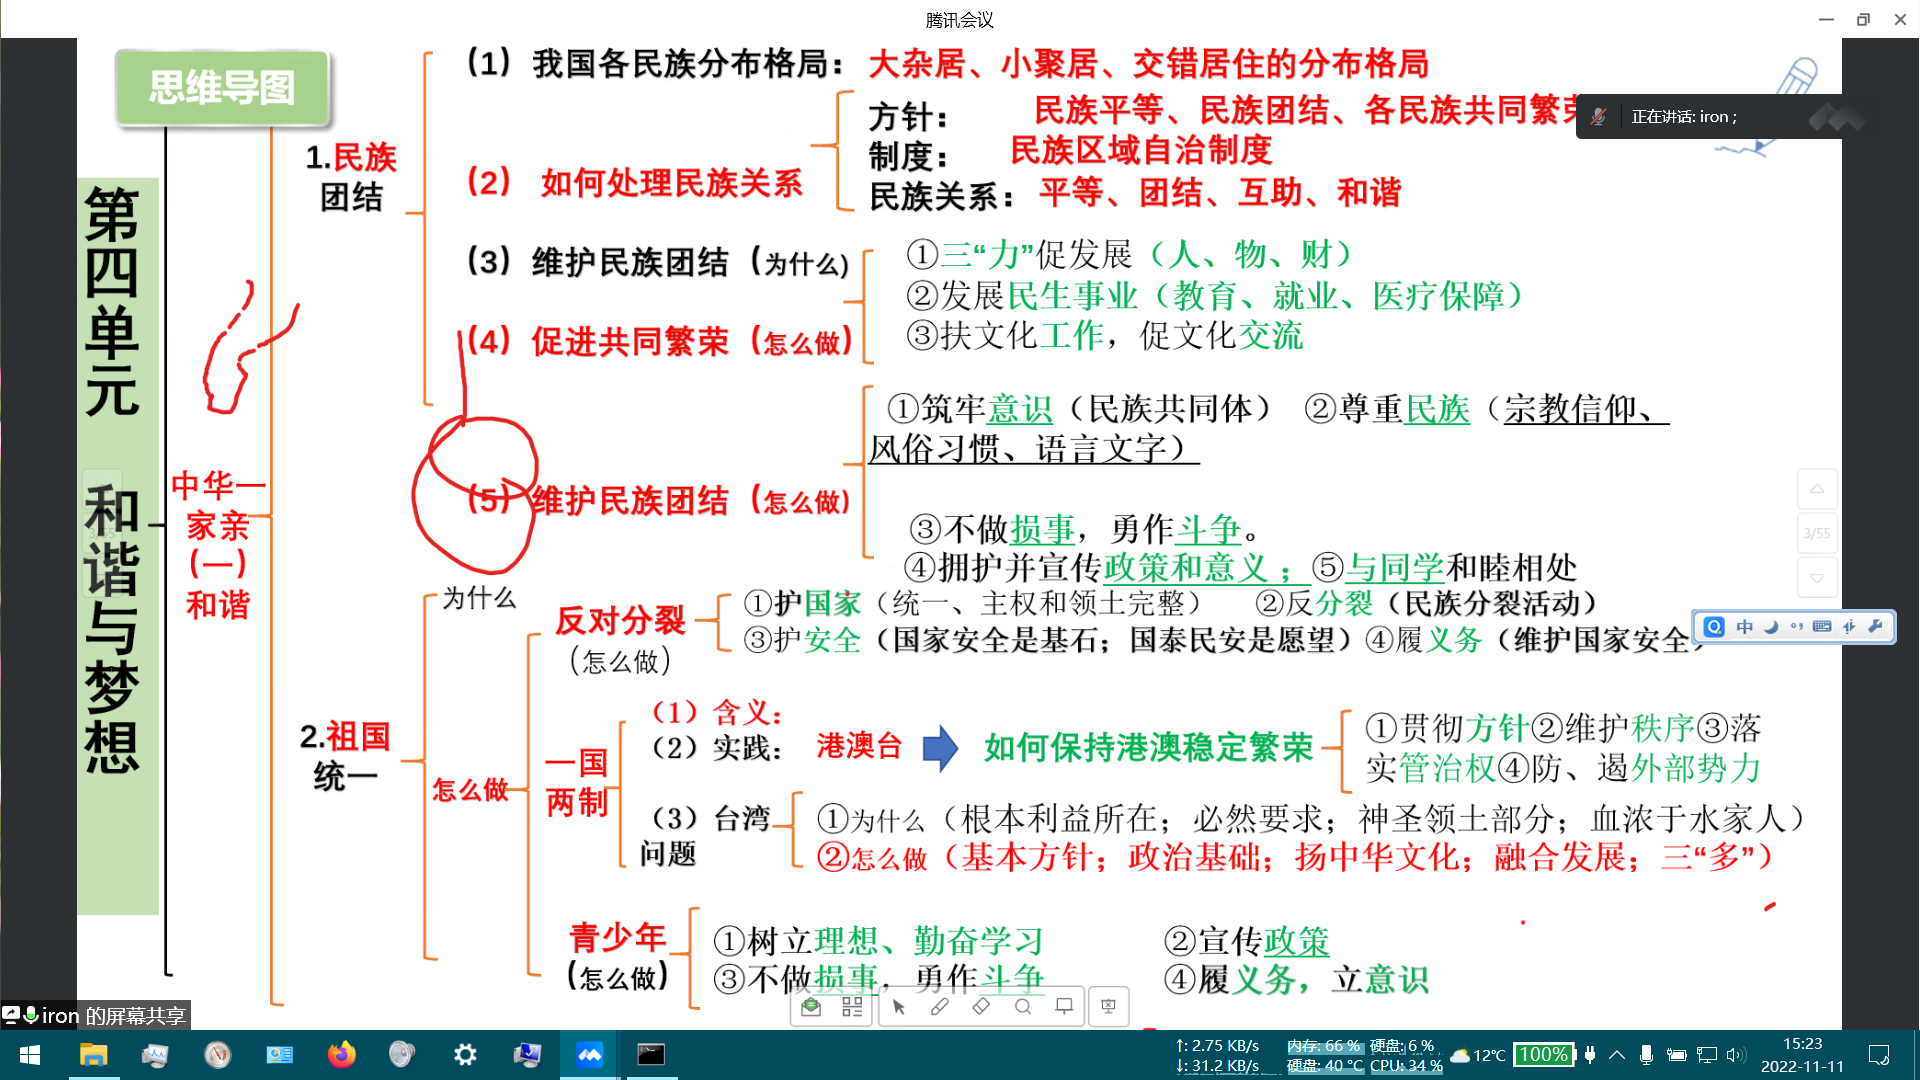 腾讯会议
思维导图
第四单元 和谐与梦想
中华一家亲(一)和谐
1.民族团结
(1) 我国各民族分布格局：大杂居、小聚居、交错居住的分布格局
(2) 如何处理民族关系
方针： 民族平等、民族团结、各民族共同繁
制度： 民族区域自治制度
民族关系：平等、团结、互助、和谐
正在讲话: iron ;
(3) 维护民族团结（为什么)
(4) 促进共同繁荣（怎么做)
①三“力”促发展（人、物、财）
②发展民生事业（教育、就业、医疗保障）
③扶文化工作，促文化交流
(5) 维护民族团结（怎么做)
①筑牢意识（民族共同体） ②尊重民族（宗教信仰、
风俗习惯、语言文字）
③不做损事，勇作斗争。
④拥护并宣传政策和意义；⑤与同学和睦相处
3/55
2.祖国统一
为什么
怎么做
反对分裂
（怎么做）
①护国家（统一、主权和领土完整） ②反分裂（民族分裂活动）
③护安全（国家安全是基石；国泰民安是愿望）④履义务（维护国家安全）
中
一国两制
（1）含义：
（2）实践： 港澳台
如何保持港澳稳定繁荣
①贯彻方针②维护秩序③落
实管治权④防、遏外部势力
（3）台湾问题
①为什么（根本利益所在；必然要求；神圣领土部分；血浓于水家人）
②怎么做（基本方针；政治基础；扬中华文化；融合发展；三“多”）
青少年
(怎么做)
①树立理想、勤奋学习 ②宣传政策
③不做损事，勇作斗争 ④履义务，立意识
iron 的屏幕共享
↑: 2.75 KB/s 内存: 66 % 硬盘: 6 %
↓: 31.2 KB/s 硬盘: 40 °C CPU: 34 %
12°C
100%
15:23
2022-11-11